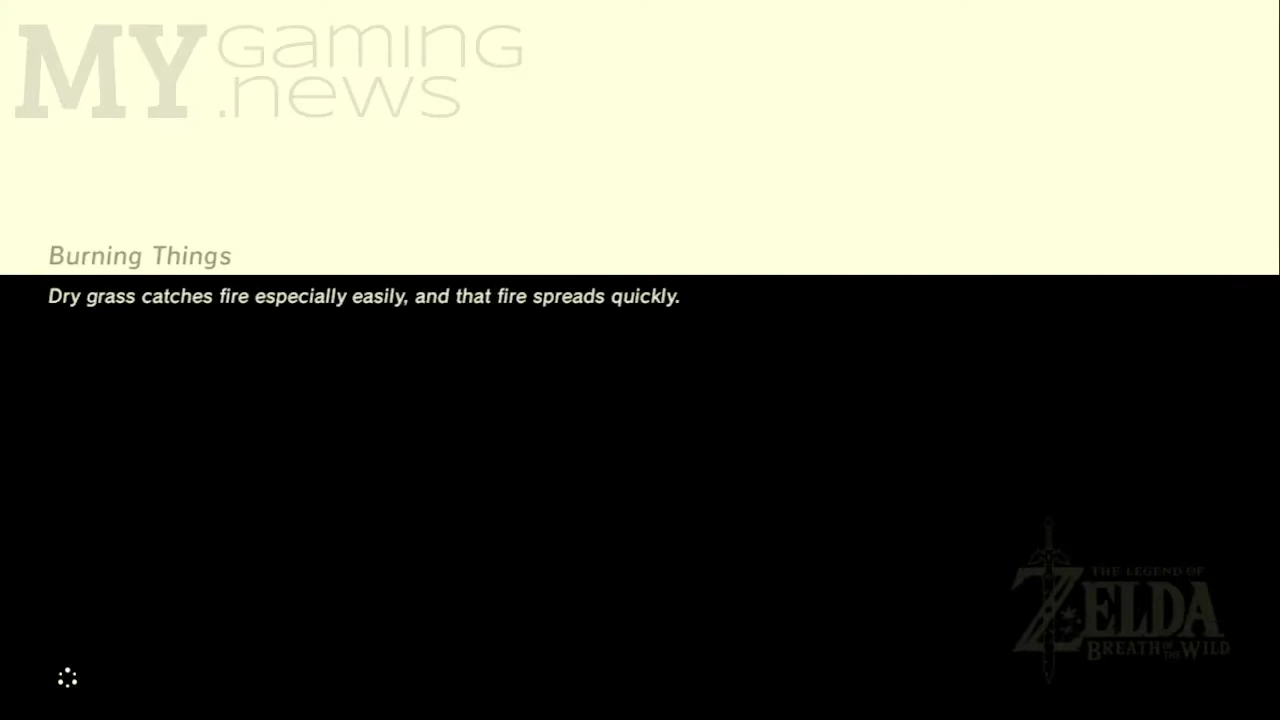 MY Gaming
.news
Burning Things
Dry grass catches fire especially easily, and that fire spreads quickly.
THE LEGEND OF
ZELDA
BREATH OF THE WILD